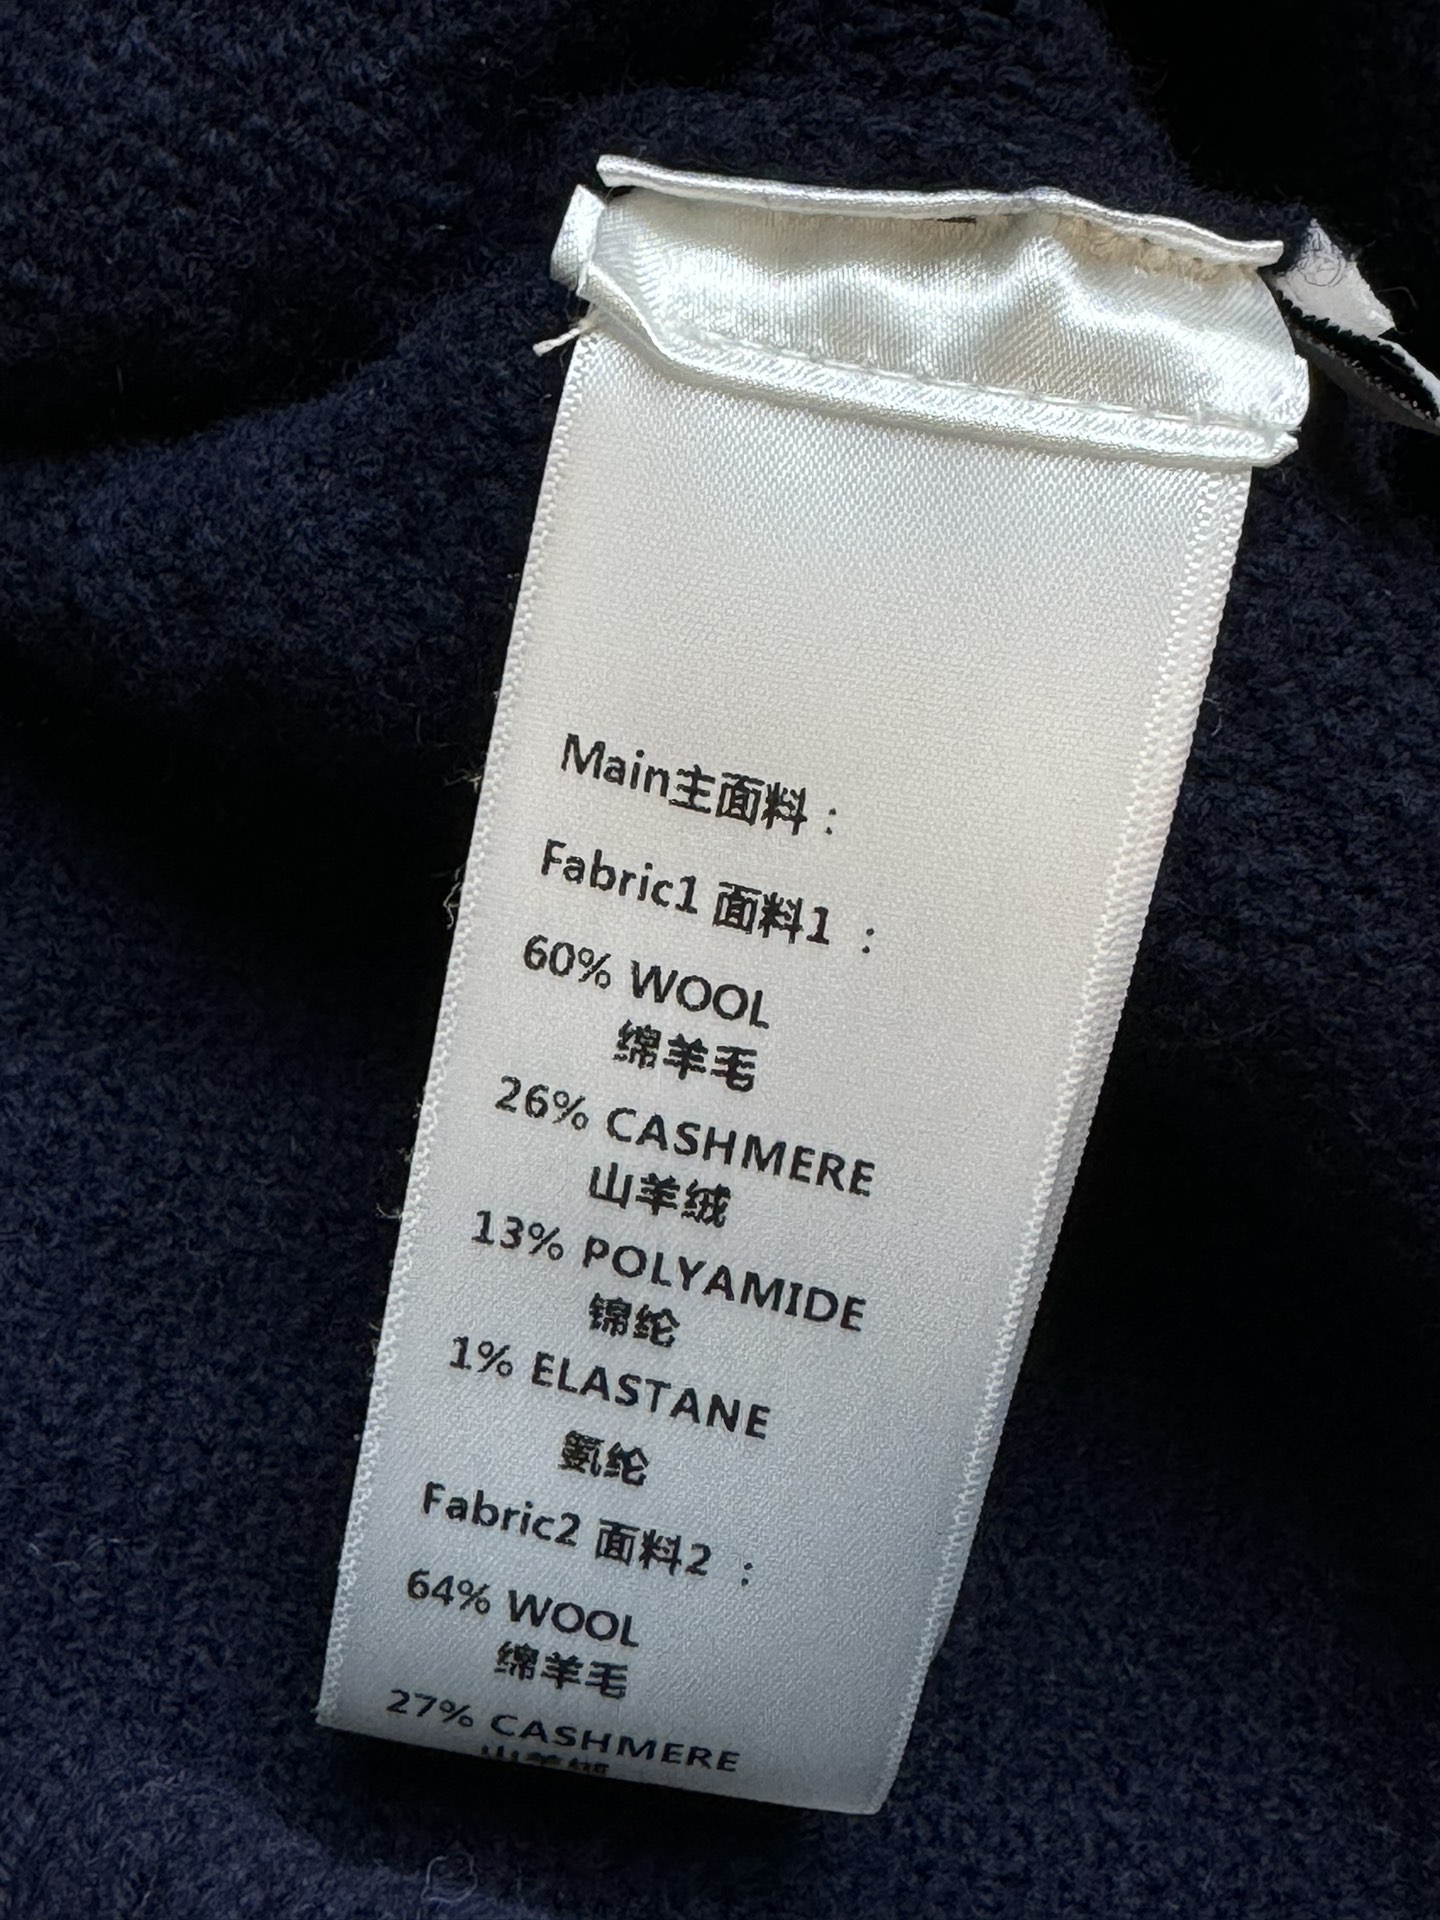 Main主面料：
Fabric1 面料1 ：
60% WOOL
绵羊毛
26% CASHMERE
山羊绒
13% POLYAMIDE
锦纶
1% ELASTANE
氨纶
Fabric2 面料2 ：
64% WOOL
绵羊毛
27% CASHMERE